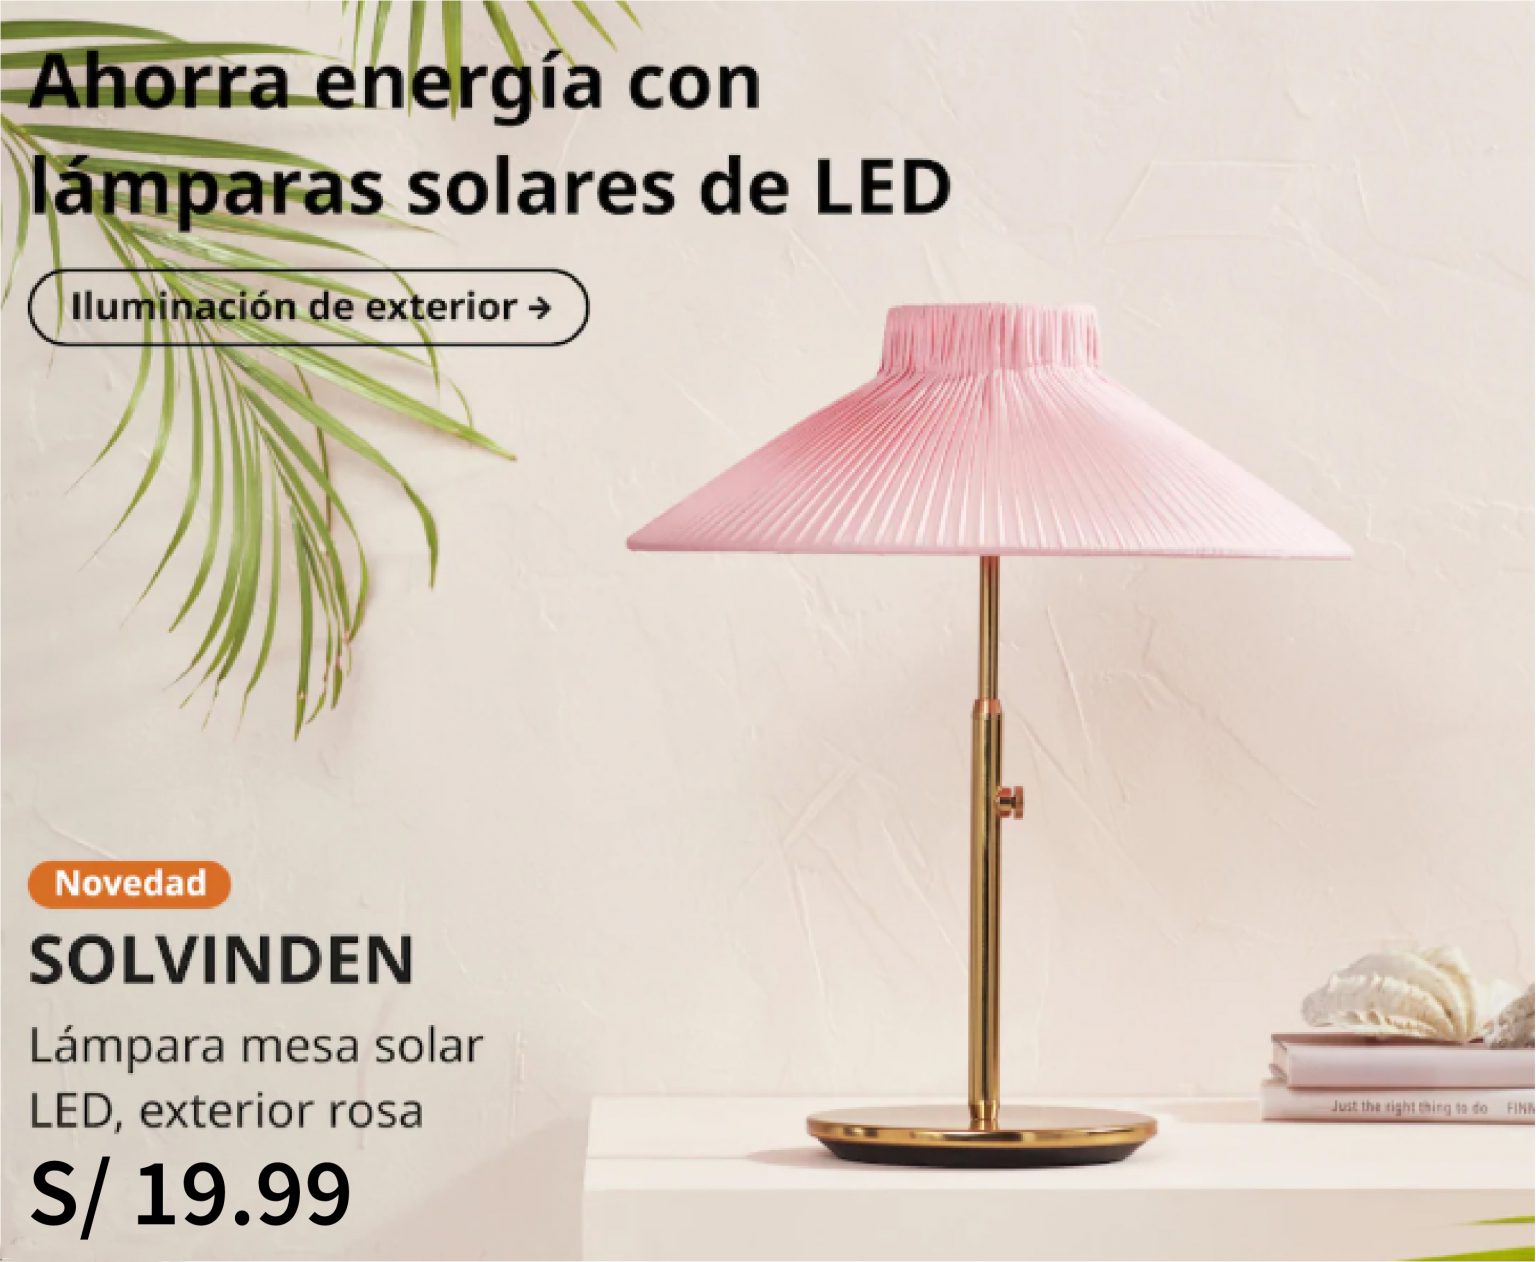 Ahorra energía con
lámparas solares de LED
Iluminación de exterior →
Novedad
SOLVINDEN
Lámpara mesa solar
LED, exterior rosa
S/ 19.99
Just the right thing to do FINN